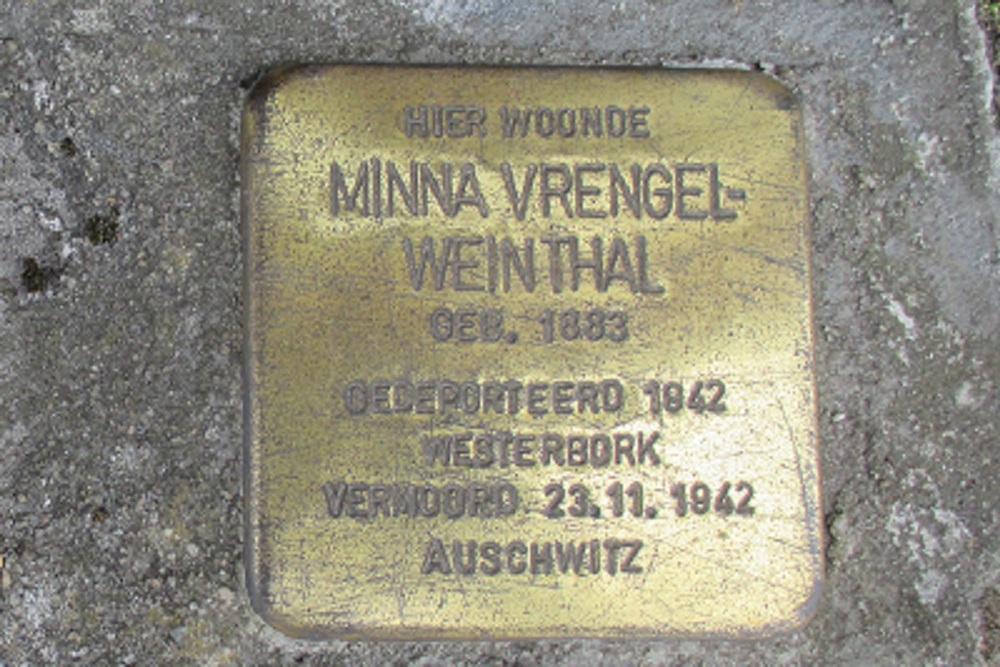 HIER WOONDE
MINNA VRENGEL-
WEINTHAL
GEB. 1883
GEDEPORTEERD 1942
WESTERBORK
VERMOORD 23.11.1942
AUSCHWITZ